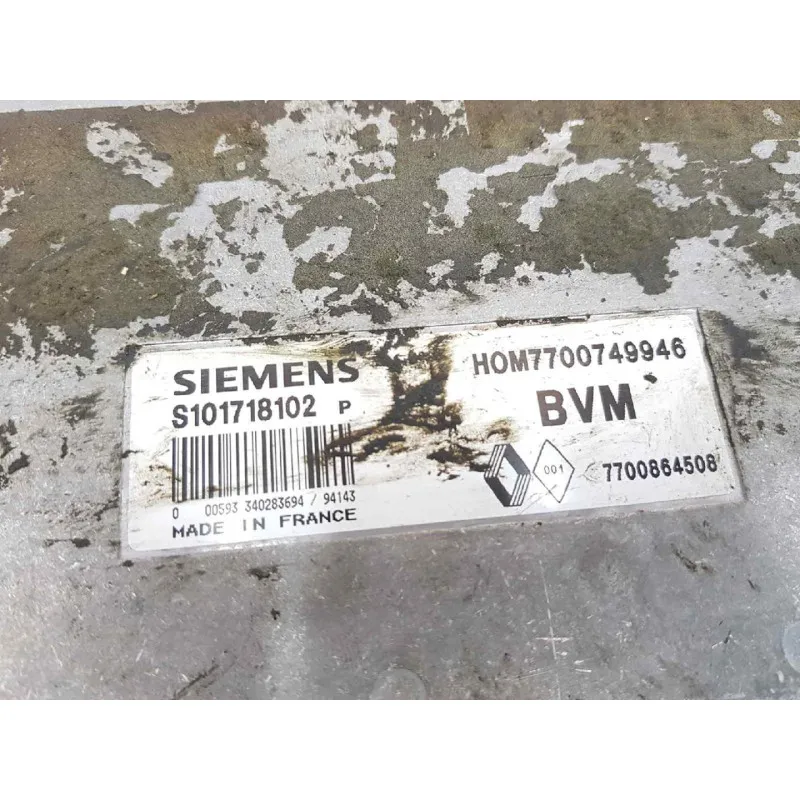 SIEMENS
S101718102 P
0 00593 340283694 / 94143
MADE IN FRANCE
HOM7700749946
BVM
001
7700864508